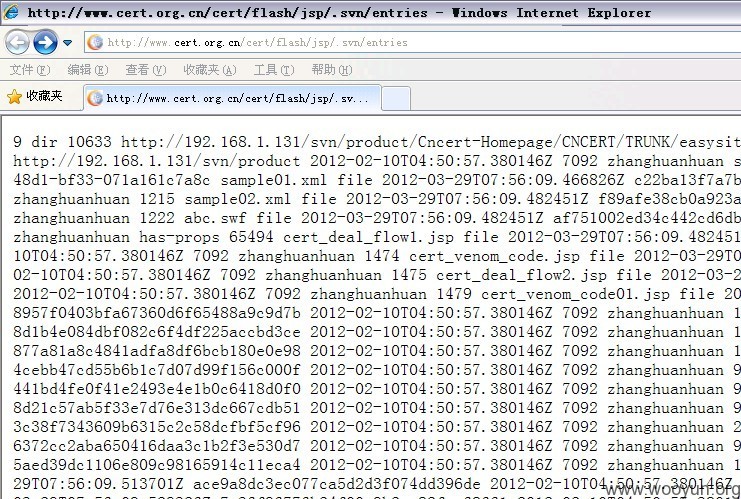 http://www.cert.org.cn/cert/flash/jsp/.svn/entries - Windows Internet Explorer
http://www.cert.org.cn/cert/flash/jsp/.svn/entries
文件(F) 编辑(E) 查看(V) 收藏夹(A) 工具(T) 帮助(H)
收藏夹 http://www.cert.org.cn/cert/flash/jsp/.sv...
9 dir 10633 http://192.168.1.131/svn/product/Cncert-Homepage/CNCERT/TRUNK/easysit
http://192.168.1.131/svn/product 2012-02-10T04:50:57.380146Z 7092 zhanghuanhuan s
48d1-bf33-071a161c7a8c sample01.xml file 2012-03-29T07:56:09.466826Z c22ba13f7a7b
zhanghuanhuan 1215 sample02.xml file 2012-03-29T07:56:09.482451Z f89afe38cb0a923a
zhanghuanhuan 1222 abc.swf file 2012-03-29T07:56:09.482451Z af751002ed34c442cd6db
zhanghuanhuan has-props 65494 cert_deal_flow1.jsp file 2012-03-29T07:56:09.482451
10T04:50:57.380146Z 7092 zhanghuanhuan 1474 cert_venom_code.jsp file 2012-03-29T0
02-10T04:50:57.380146Z 7092 zhanghuanhuan 1475 cert_deal_flow2.jsp file 2012-03-2
2012-02-10T04:50:57.380146Z 7092 zhanghuanhuan 1479 cert_venom_code01.jsp file 20
8957f0403bfa67360d6f65488a9c9d7b 2012-02-10T04:50:57.380146Z 7092 zhanghuanhuan 1
8d1b4e084dbf082c6f4df225accbd3ce 2012-02-10T04:50:57.380146Z 7092 zhanghuanhuan 1
877a81a8c4841adfa8df6bcb180e0e98 2012-02-10T04:50:57.380146Z 7092 zhanghuanhuan 9
4cebb47cd55b6b1c7d07d99f156c000f 2012-02-10T04:50:57.380146Z 7092 zhanghuanhuan 9
441bd4fe0f41e2493e4e1b0c6418d0f0 2012-02-10T04:50:57.380146Z 7092 zhanghuanhuan 9
8d21c57ab5f33e7d76e313dc667cdb51 2012-02-10T04:50:57.380146Z 7092 zhanghuanhuan 9
3c38f7343609b6315c2c58dcfbf5cf96 2012-02-10T04:50:57.380146Z 7092 zhanghuanhuan 2
6372cc2aba650416daa3c1b2f3e530d7 2012-02-10T04:50:57.380146Z 7092 zhanghuanhuan 9
5aed39dc1106e809c98165914c11eca4 2012-02-10T04:50:57.380146Z 7092 zhanghuanhuan 1
29T07:56:09.513701Z ace9a8dc3ec077ca5d2d3f074dd396de 2012-02-10T04:50:57.380146Z
www.wooyun.org